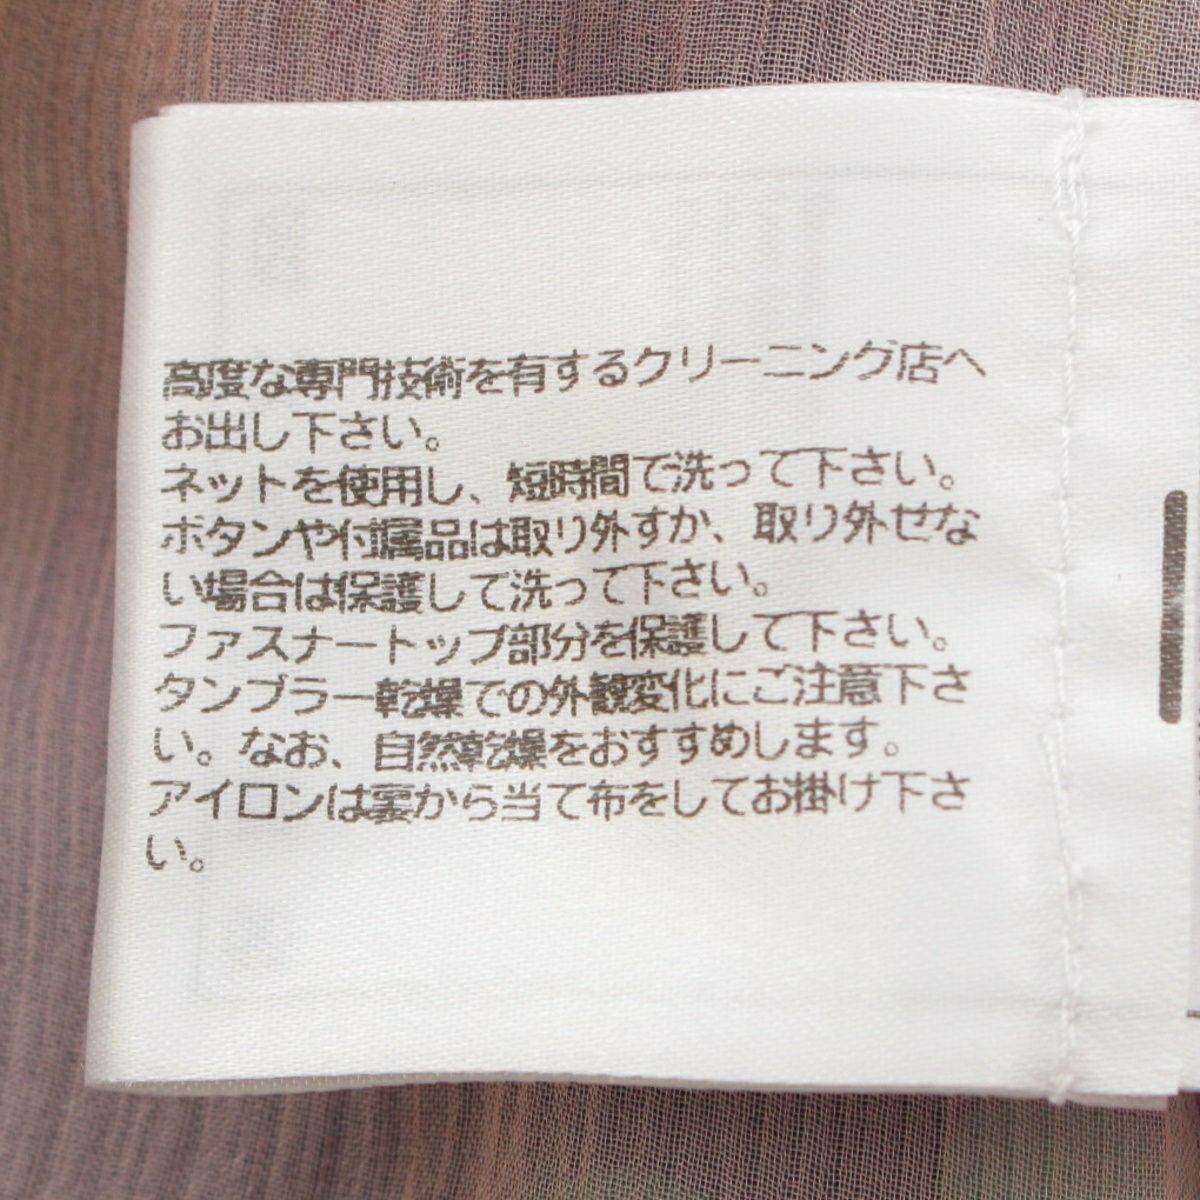 高度な専門技術を有するクリーニング店へ
お出し下さい。
ネットを使用し、短時間で洗って下さい。
ボタンや付属品は取り外すか、取り外せな
い場合は保護して洗って下さい。
ファスナートップ部分を保護して下さい。
タンブラー乾燥での外観変化にご注意下さ
い。なお、自然乾燥をおすすめします。
アイロンは裏から当て布をしてお掛け下さ
い。